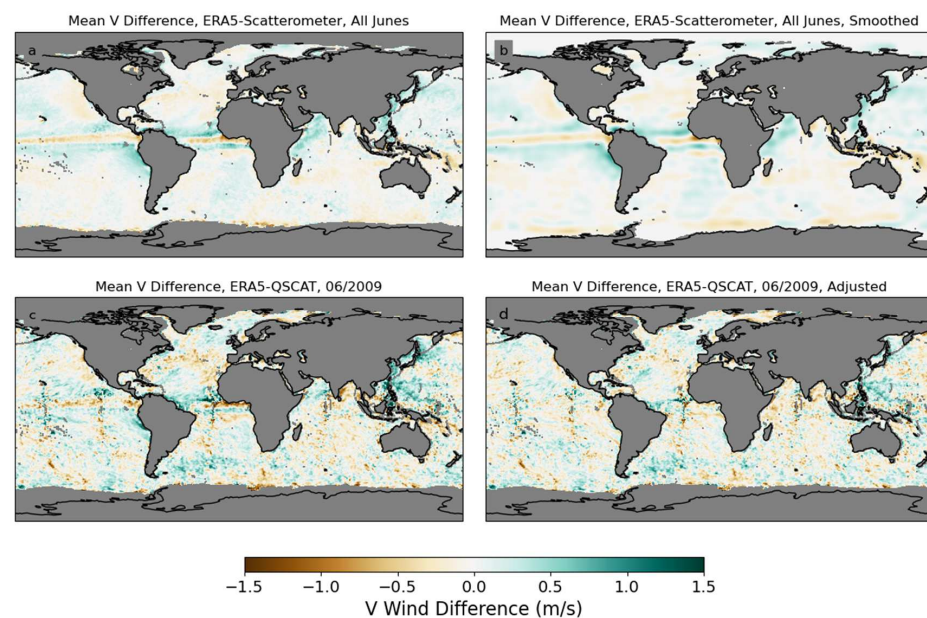 Mean V Difference, ERA5-Scatterometer, All Junes
Mean V Difference, ERA5-Scatterometer, All Junes, Smoothed
a
b
Mean V Difference, ERA5-QSCAT, 06/2009
Mean V Difference, ERA5-QSCAT, 06/2009, Adjusted
c
d
−1.5 −1.0 −0.5 0.0 0.5 1.0 1.5
V Wind Difference (m/s)